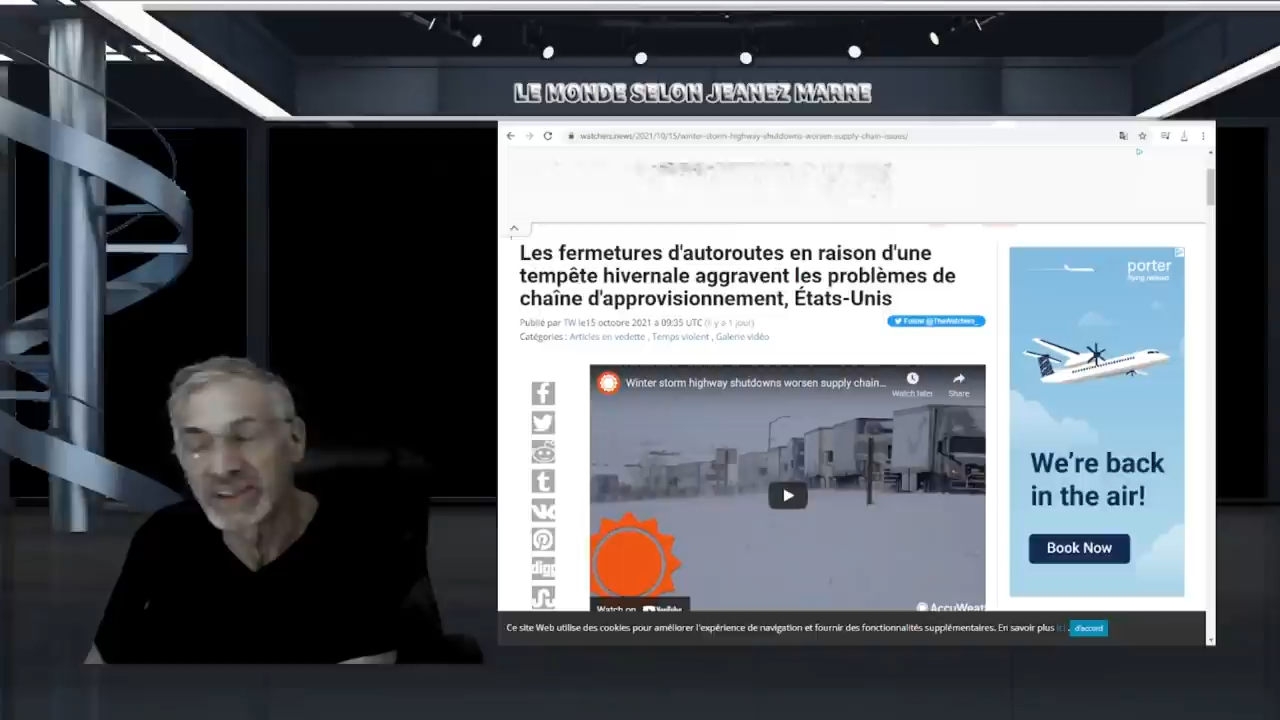 LE MONDE SELON JEANEZ MARRE
watchers.news/2021/10/15/winter-storm-highway-shutdowns-worsen-supply-chain-issues/
Les fermetures d'autoroutes en raison d'une
tempête hivernale aggravent les problèmes de
chaîne d'approvisionnement, États-Unis
Publié par TW le15 octobre 2021 à 09:35 UTC (il y a 1 jour)
Follow @TheWatchers_
Catégories : Articles en vedette , Temps violent , Galerie vidéo
Winter storm highway shutdowns worsen supply chain...
Watch later
Share
digg
Watch on YouTube
AccuWeat
porter
flying refined
We're back
in the air!
Book Now
Ce site Web utilise des cookies pour améliorer l'expérience de navigation et fournir des fonctionnalités supplémentaires. En savoir plus ici .
d'accord